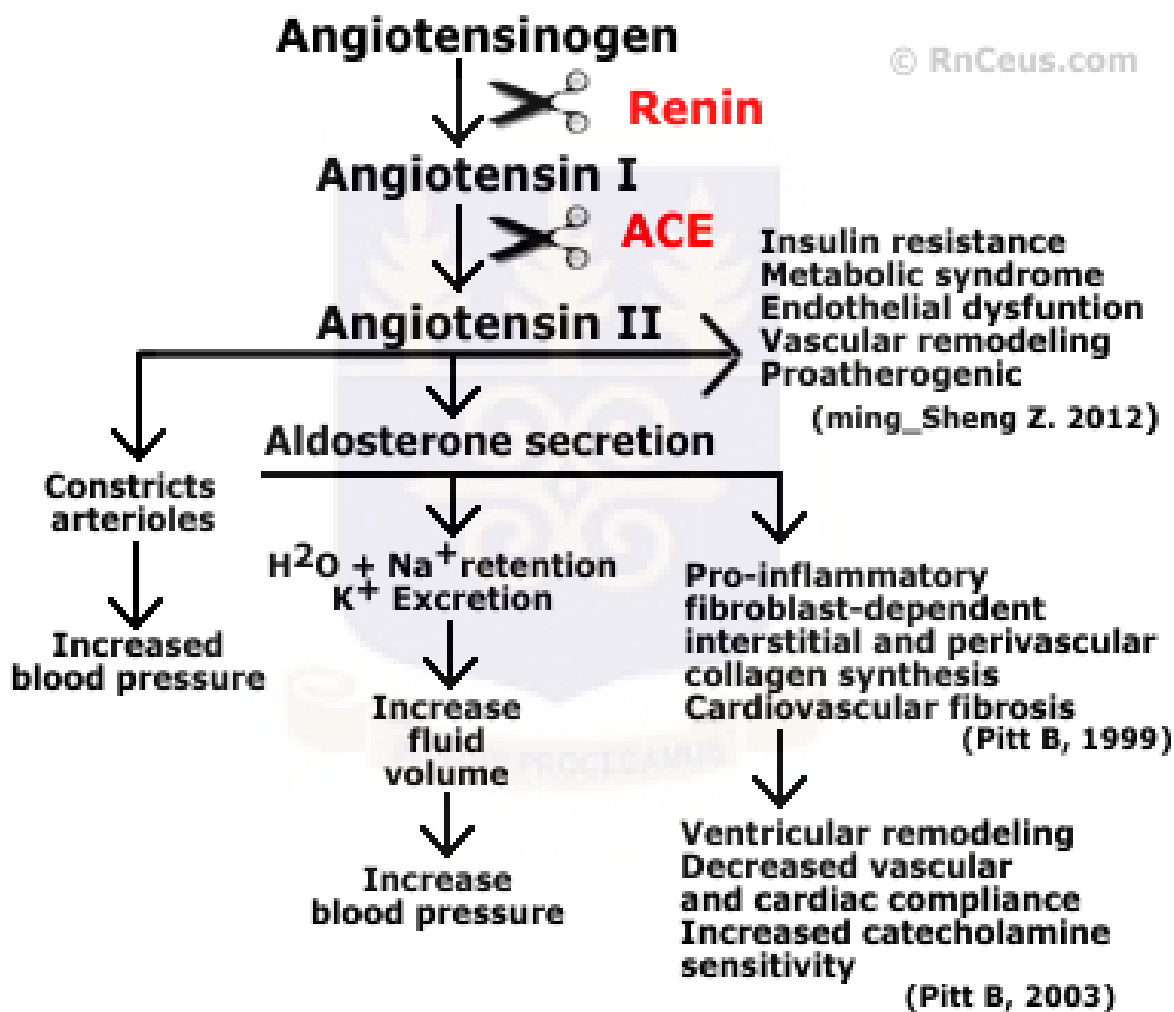 Angiotensinogen
© RnCeus.com
Renin
Angiotensin I
ACE
Insulin resistance
Metabolic syndrome
Endothelial dysfuntion
Vascular remodeling
Proatherogenic
(ming_Sheng Z. 2012)
Angiotensin II
Aldosterone secretion
Constricts
arterioles
Increased
blood pressure
H²O + Na⁺ retention
K⁺ Excretion
Increase
fluid
volume
Increase
blood pressure
Pro-inflammatory
fibroblast-dependent
interstitial and perivascular
collagen synthesis
Cardiovascular fibrosis
(Pitt B, 1999)
Ventricular remodeling
Decreased vascular
and cardiac compliance
Increased catecholamine
sensitivity
(Pitt B, 2003)
PROCEDAMUS